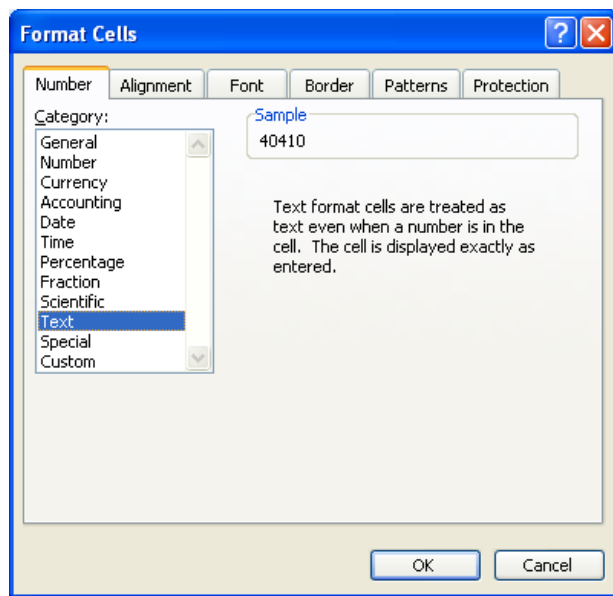 Format Cells
Number Alignment Font Border Patterns Protection
Category:
General
Number
Currency
Accounting
Date
Time
Percentage
Fraction
Scientific
Text
Special
Custom
Sample
40410
Text format cells are treated as
text even when a number is in the
cell. The cell is displayed exactly as
entered.
OK Cancel